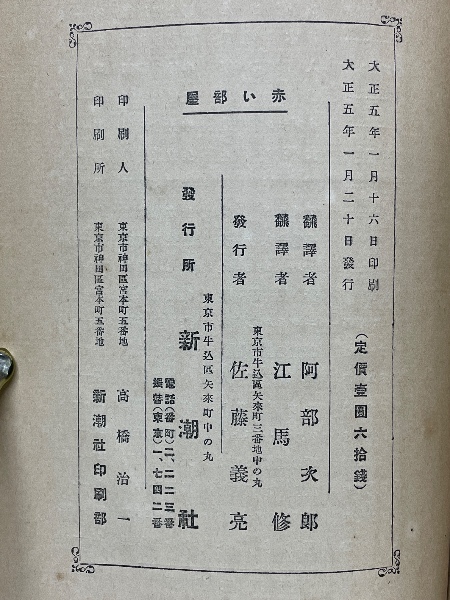 大正五年一月十六日印刷
大正五年一月二十日發行
(定價壹圓六拾錢)
赤い部屋
飜譯者 阿部次郎
飜譯者 江馬修
東京市牛込區矢來町三番地中の丸
發行者 佐藤義亮
東京市牛込區矢來町中の丸
發行所 新潮社
電話(番町)二、二二三番
振替(東京)一、七四二番
東京市神田區宮本町五番地
印刷人 高橋治一
東京市神田區宮本町五番地
印刷所 新潮社印刷部